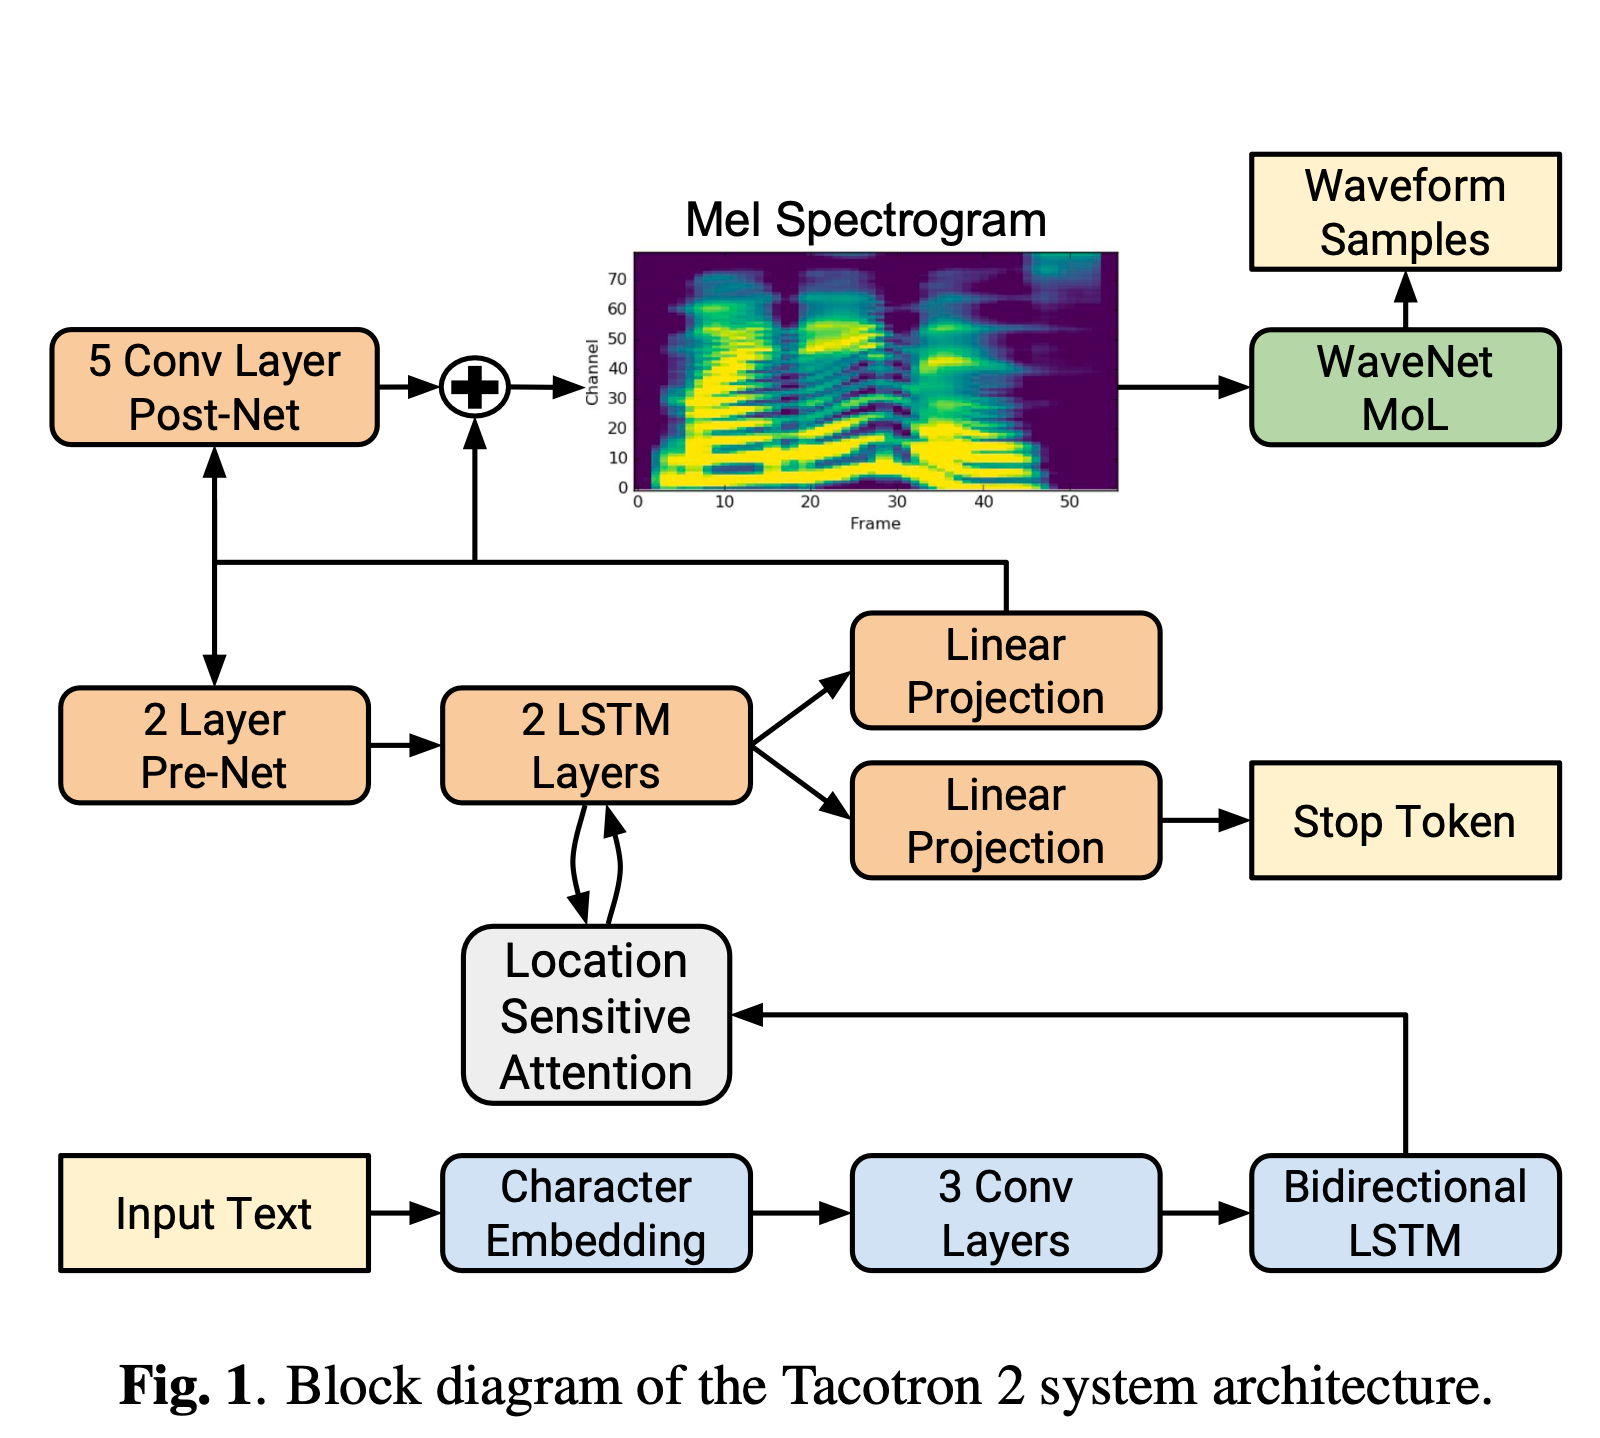 Waveform
Samples
Mel Spectrogram
70
60
50
40
30
20
10
0
Channel
0 10 20 30 40 50
Frame
5 Conv Layer
Post-Net
WaveNet
MoL
Linear
Projection
2 Layer
Pre-Net
2 LSTM
Layers
Linear
Projection
Stop Token
Location
Sensitive
Attention
Input Text
Character
Embedding
3 Conv
Layers
Bidirectional
LSTM
Fig. 1. Block diagram of the Tacotron 2 system architecture.